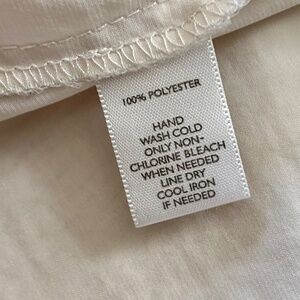 100% POLYESTER
HAND
WASH COLD
ONLY NON-
CHLORINE BLEACH
WHEN NEEDED
LINE DRY
COOL IRON
IF NEEDED